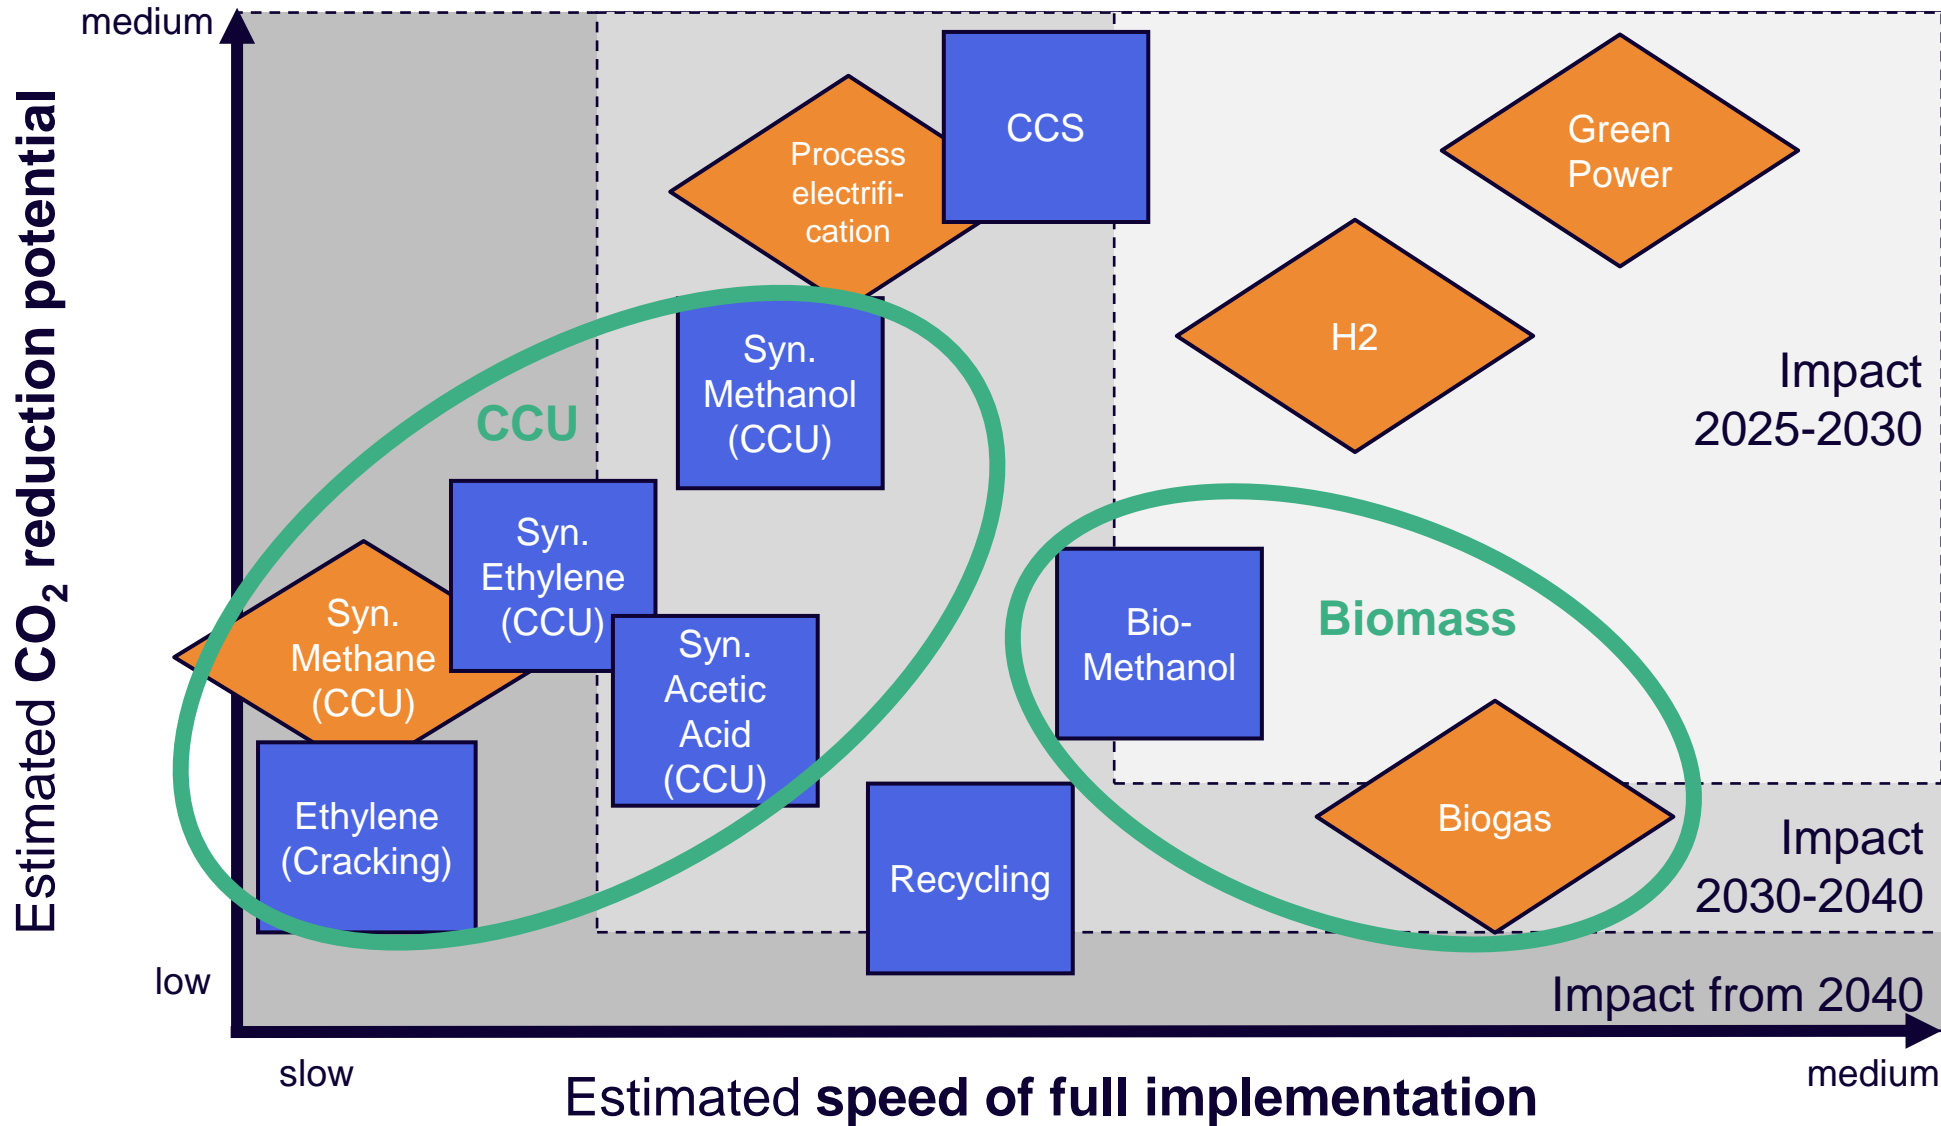 medium
Estimated CO₂ reduction potential
low
Process
electrifi-
cation
CCS
Green
Power
H2
Impact
2025-2030
CCU
Syn.
Methanol
(CCU)
Syn.
Ethylene
(CCU)
Syn.
Methane
(CCU)
Syn.
Acetic
Acid
(CCU)
Bio-
Methanol
Biomass
Ethylene
(Cracking)
Recycling
Biogas
Impact
2030-2040
Impact from 2040
slow
medium
Estimated speed of full implementation